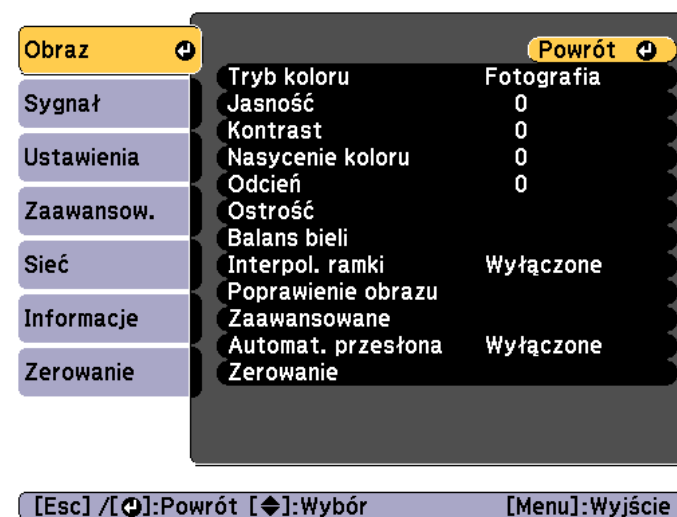 Obraz
Sygnał
Ustawienia
Zaawansow.
Sieć
Informacje
Zerowanie
Powrót
Tryb koloru Fotografia
Jasność 0
Kontrast 0
Nasycenie koloru 0
Odcień 0
Ostrość
Balans bieli
Interpol. ramki Wyłączone
Poprawienie obrazu
Zaawansowane
Automat. przesłona Wyłączone
Zerowanie
[Esc] /[⏎]:Powrót [◆]:Wybór [Menu]:Wyjście